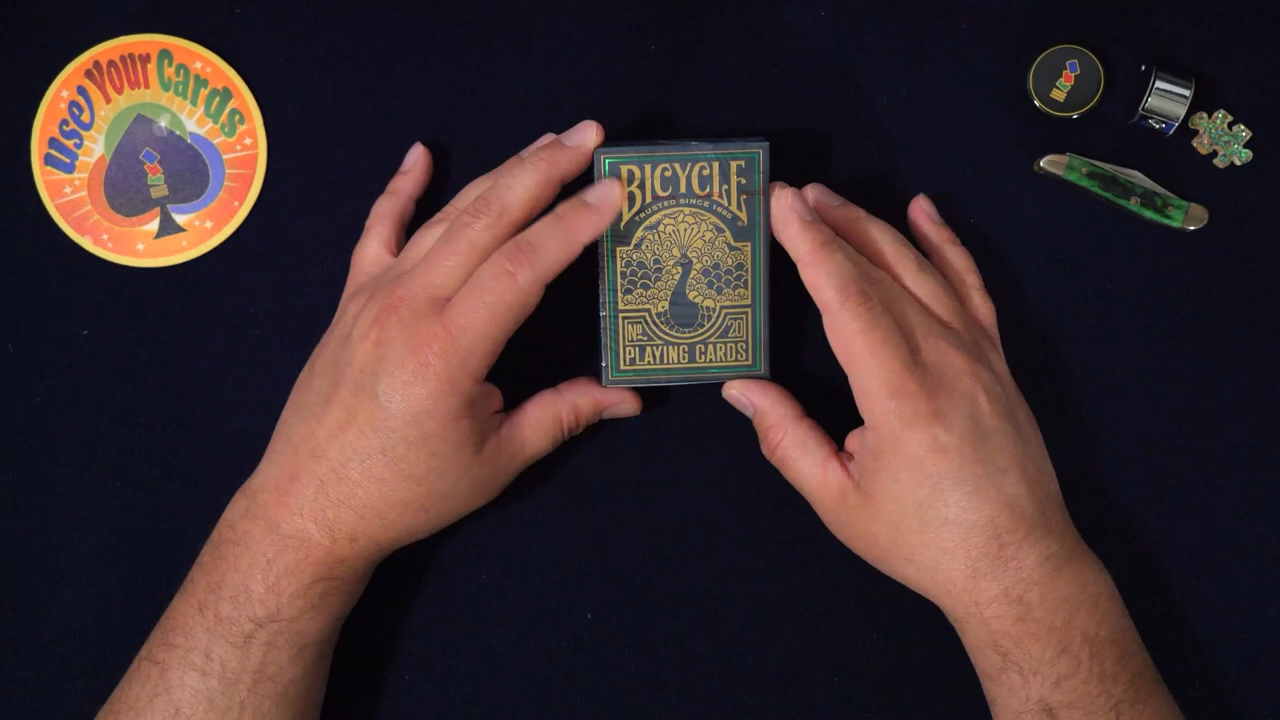 Use Your Cards
BICYCLE
TRUSTED SINCE 1885
®
Nº 20
PLAYING CARDS